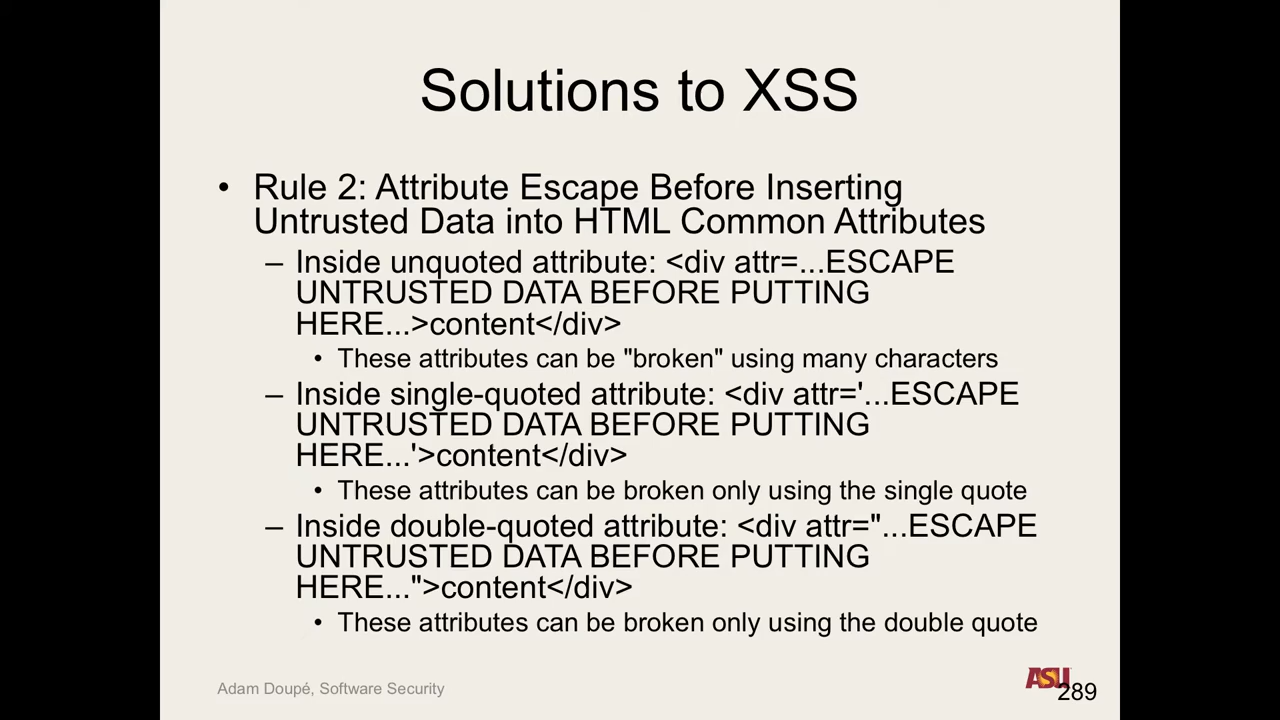 Solutions to XSS
• Rule 2: Attribute Escape Before Inserting
Untrusted Data into HTML Common Attributes
– Inside unquoted attribute: <div attr=...ESCAPE
UNTRUSTED DATA BEFORE PUTTING
HERE...>content</div>
• These attributes can be "broken" using many characters
– Inside single-quoted attribute: <div attr='...ESCAPE
UNTRUSTED DATA BEFORE PUTTING
HERE...'>content</div>
• These attributes can be broken only using the single quote
– Inside double-quoted attribute: <div attr="...ESCAPE
UNTRUSTED DATA BEFORE PUTTING
HERE...">content</div>
• These attributes can be broken only using the double quote
Adam Doupé, Software Security
ASU
289